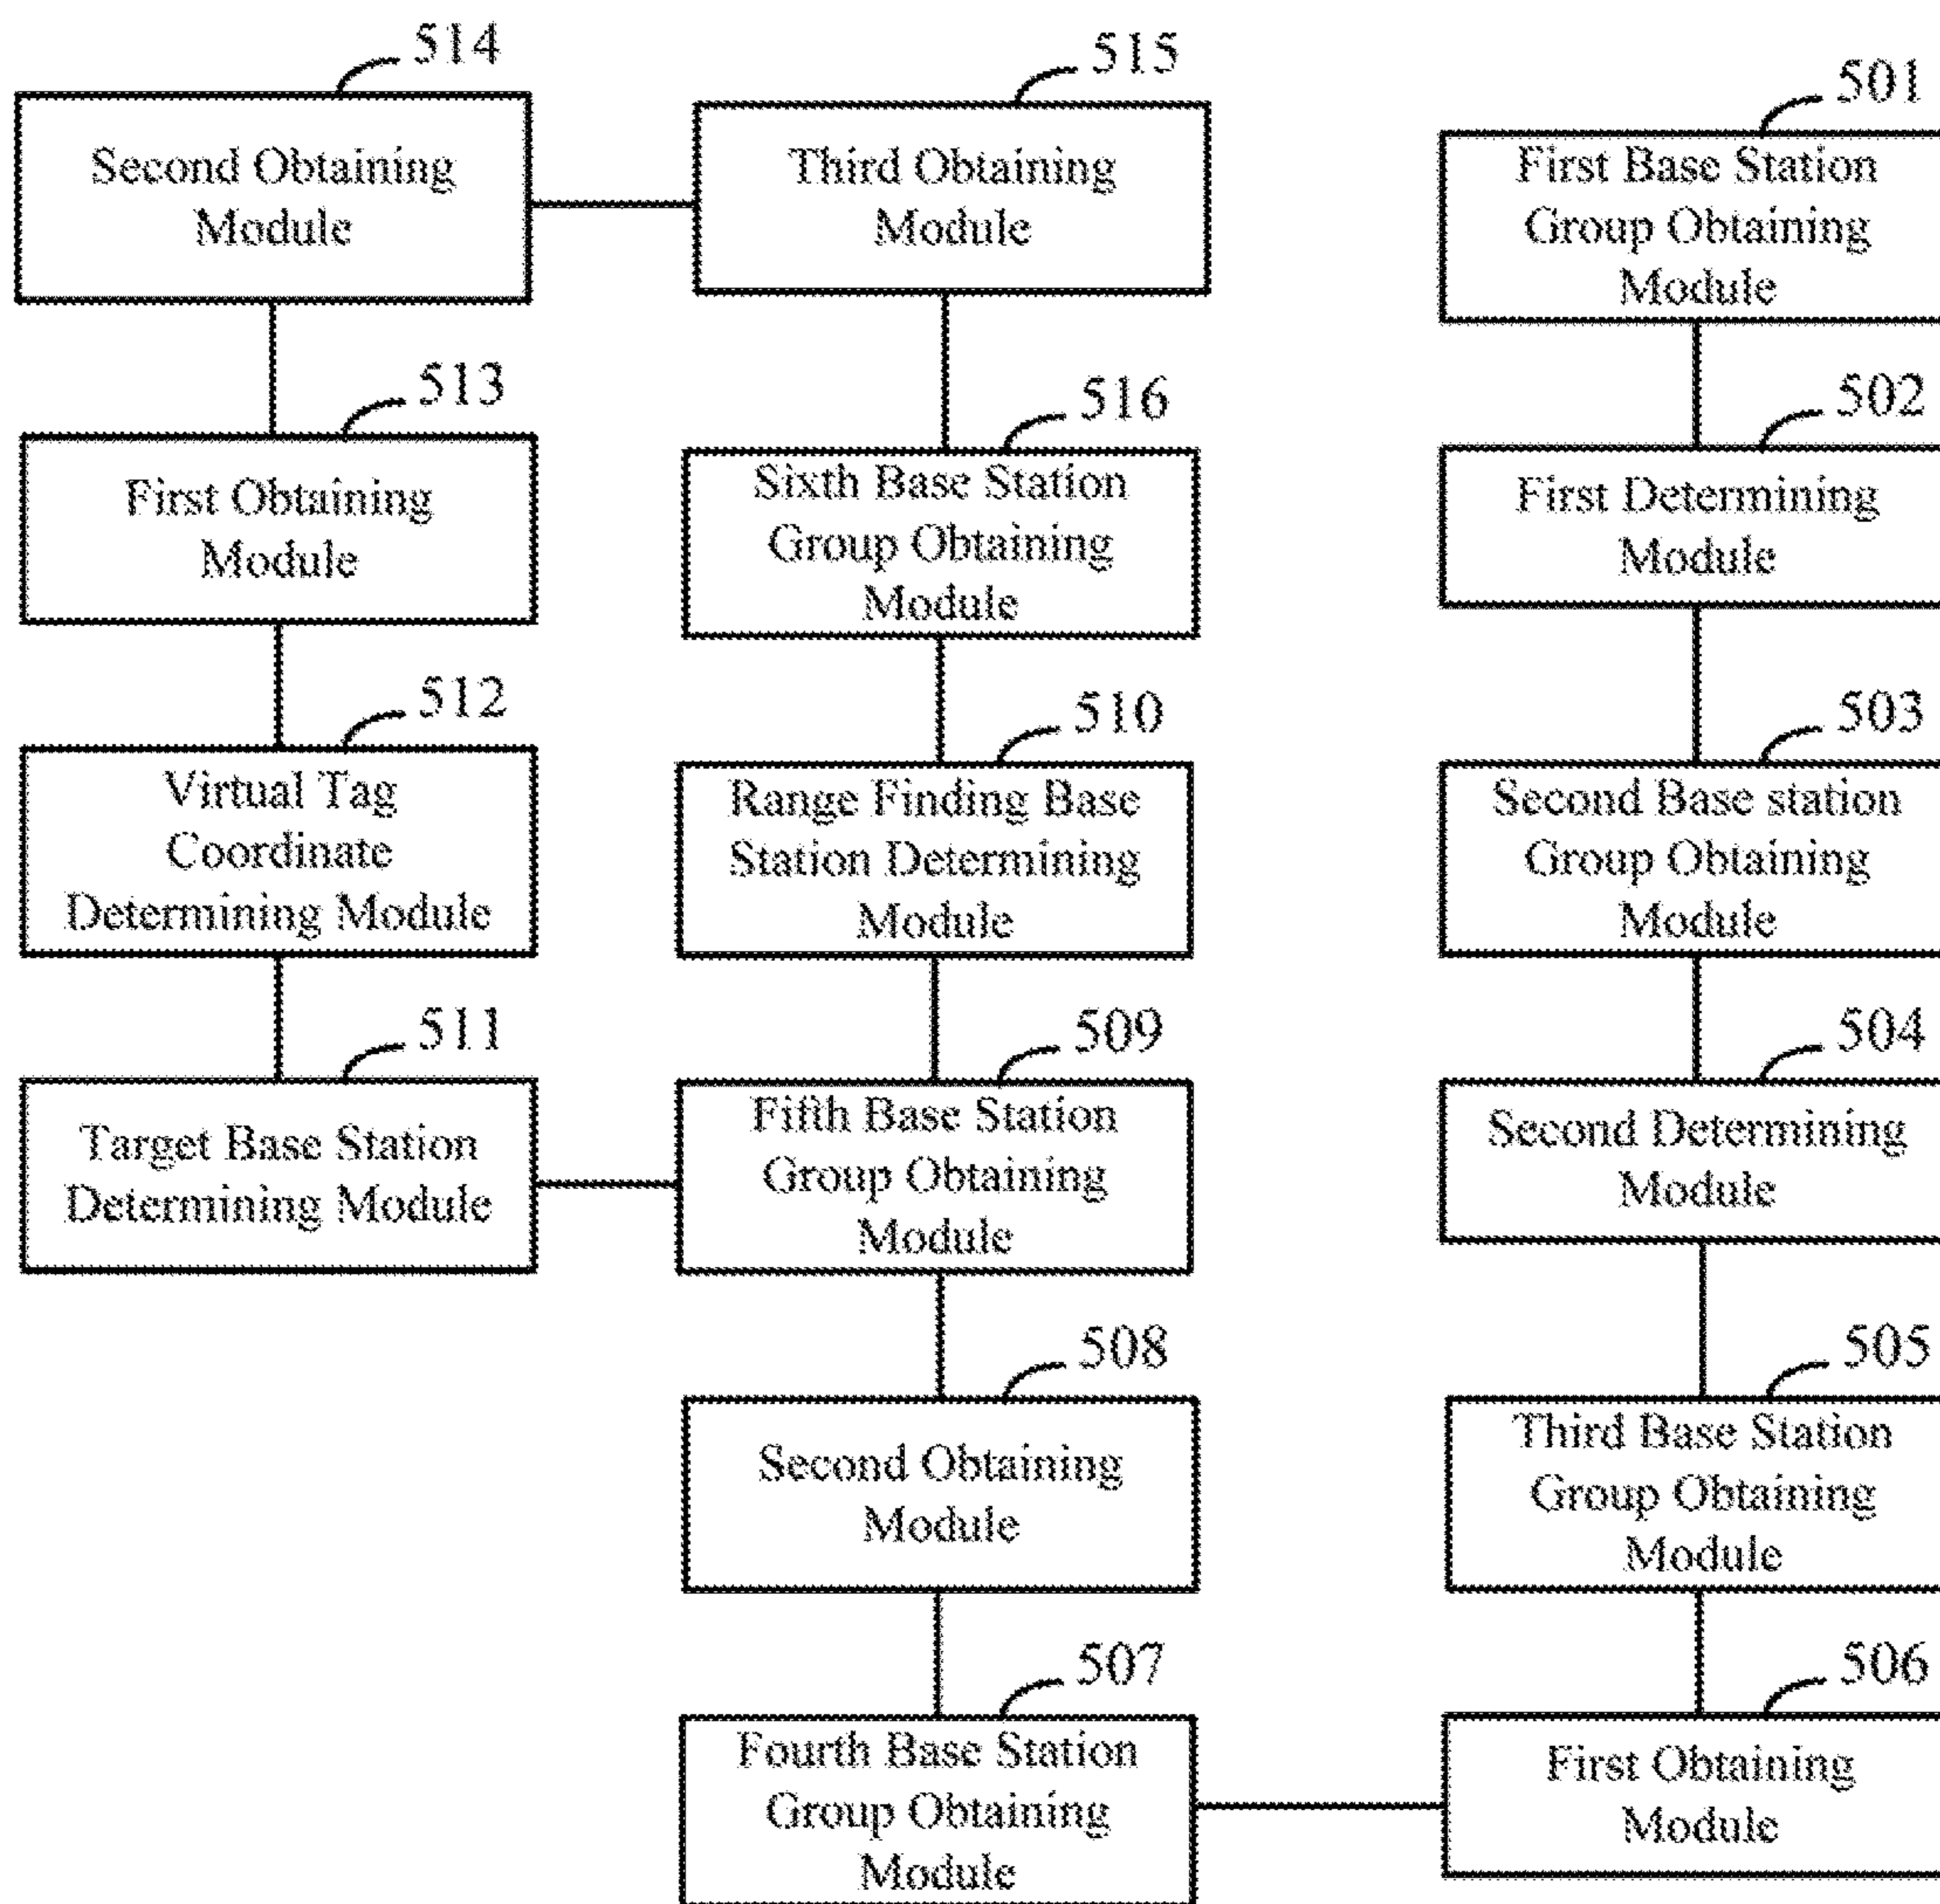 514
Second Obtaining
Module
515
Third Obtaining
Module
501
First Base Station
Group Obtaining
Module
513
First Obtaining
Module
516
Sixth Base Station
Group Obtaining
Module
502
First Determining
Module
512
Virtual Tag
Coordinate
Determining Module
510
Range Finding Base
Station Determining
Module
503
Second Base station
Group Obtaining
Module
511
Target Base Station
Determining Module
509
Fifth Base Station
Group Obtaining
Module
504
Second Determining
Module
508
Second Obtaining
Module
505
Third Base Station
Group Obtaining
Module
507
Fourth Base Station
Group Obtaining
Module
506
First Obtaining
Module